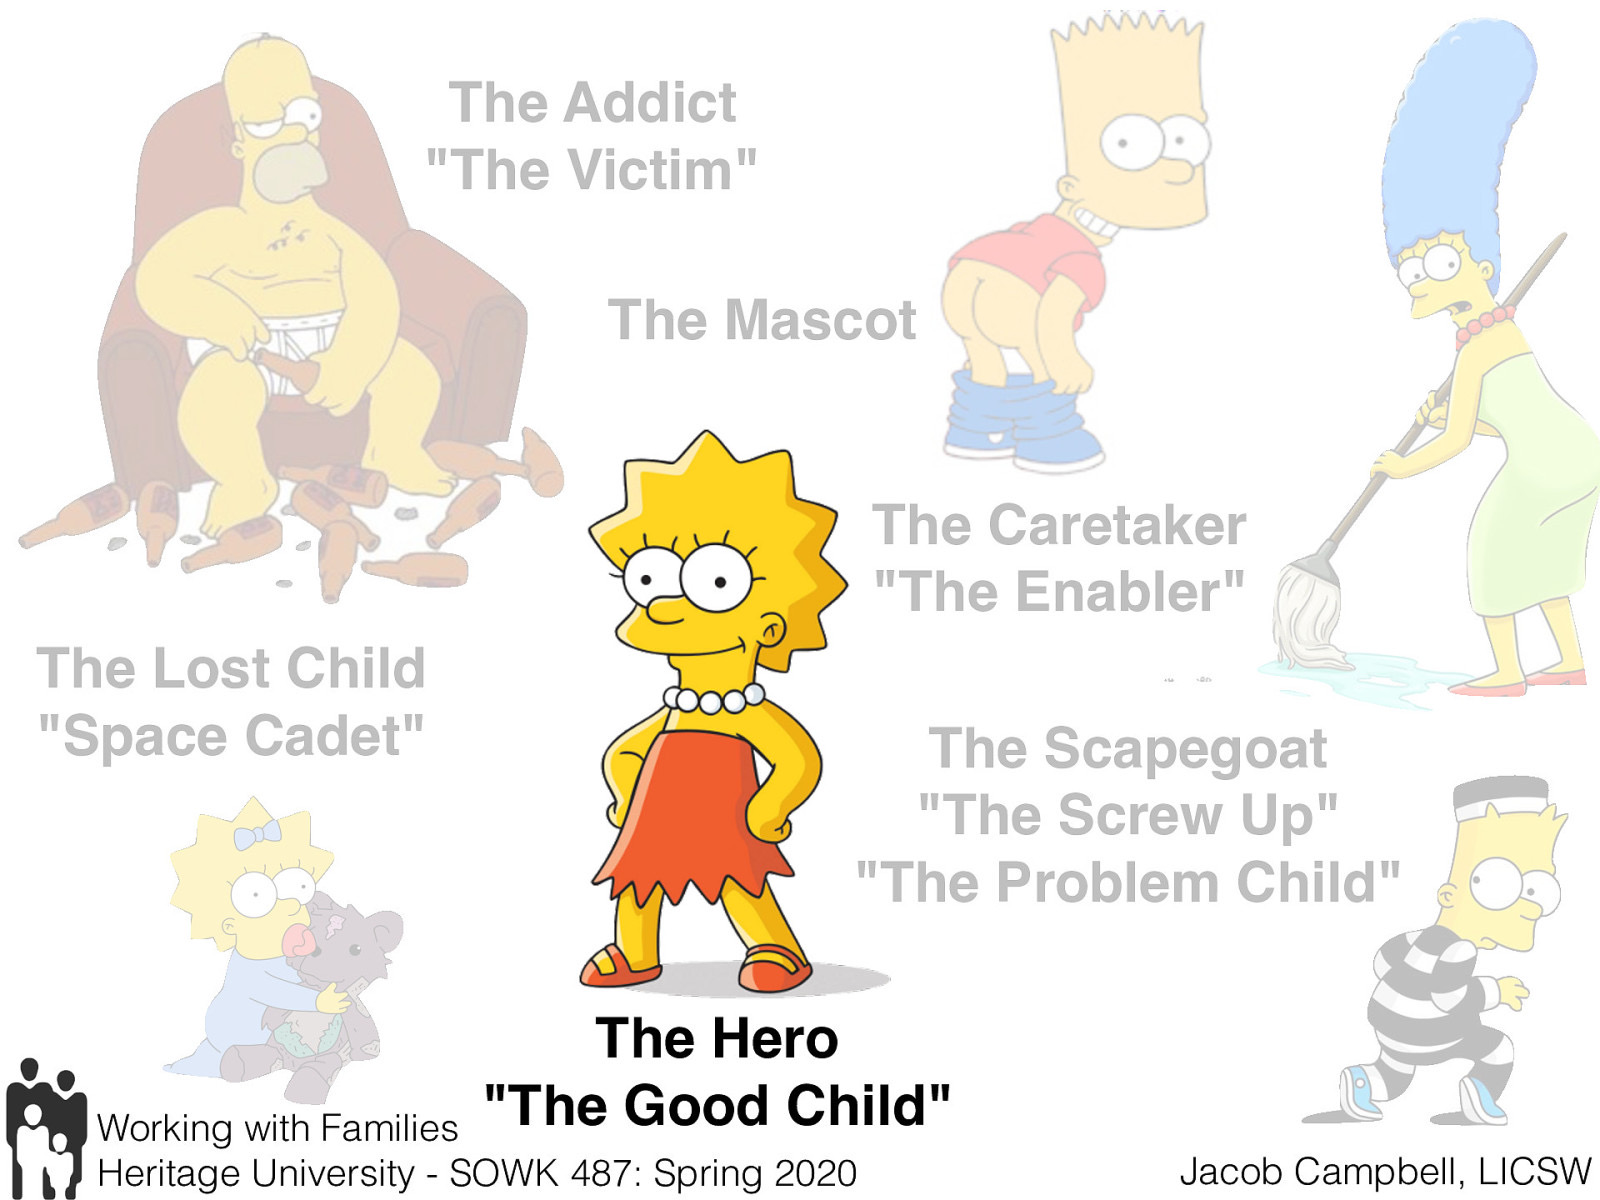 The Addict
"The Victim"
The Mascot
The Caretaker
"The Enabler"
The Lost Child
"Space Cadet"
The Scapegoat
"The Screw Up"
"The Problem Child"
The Hero
"The Good Child"
Working with Families
Heritage University - SOWK 487: Spring 2020
Jacob Campbell, LICSW